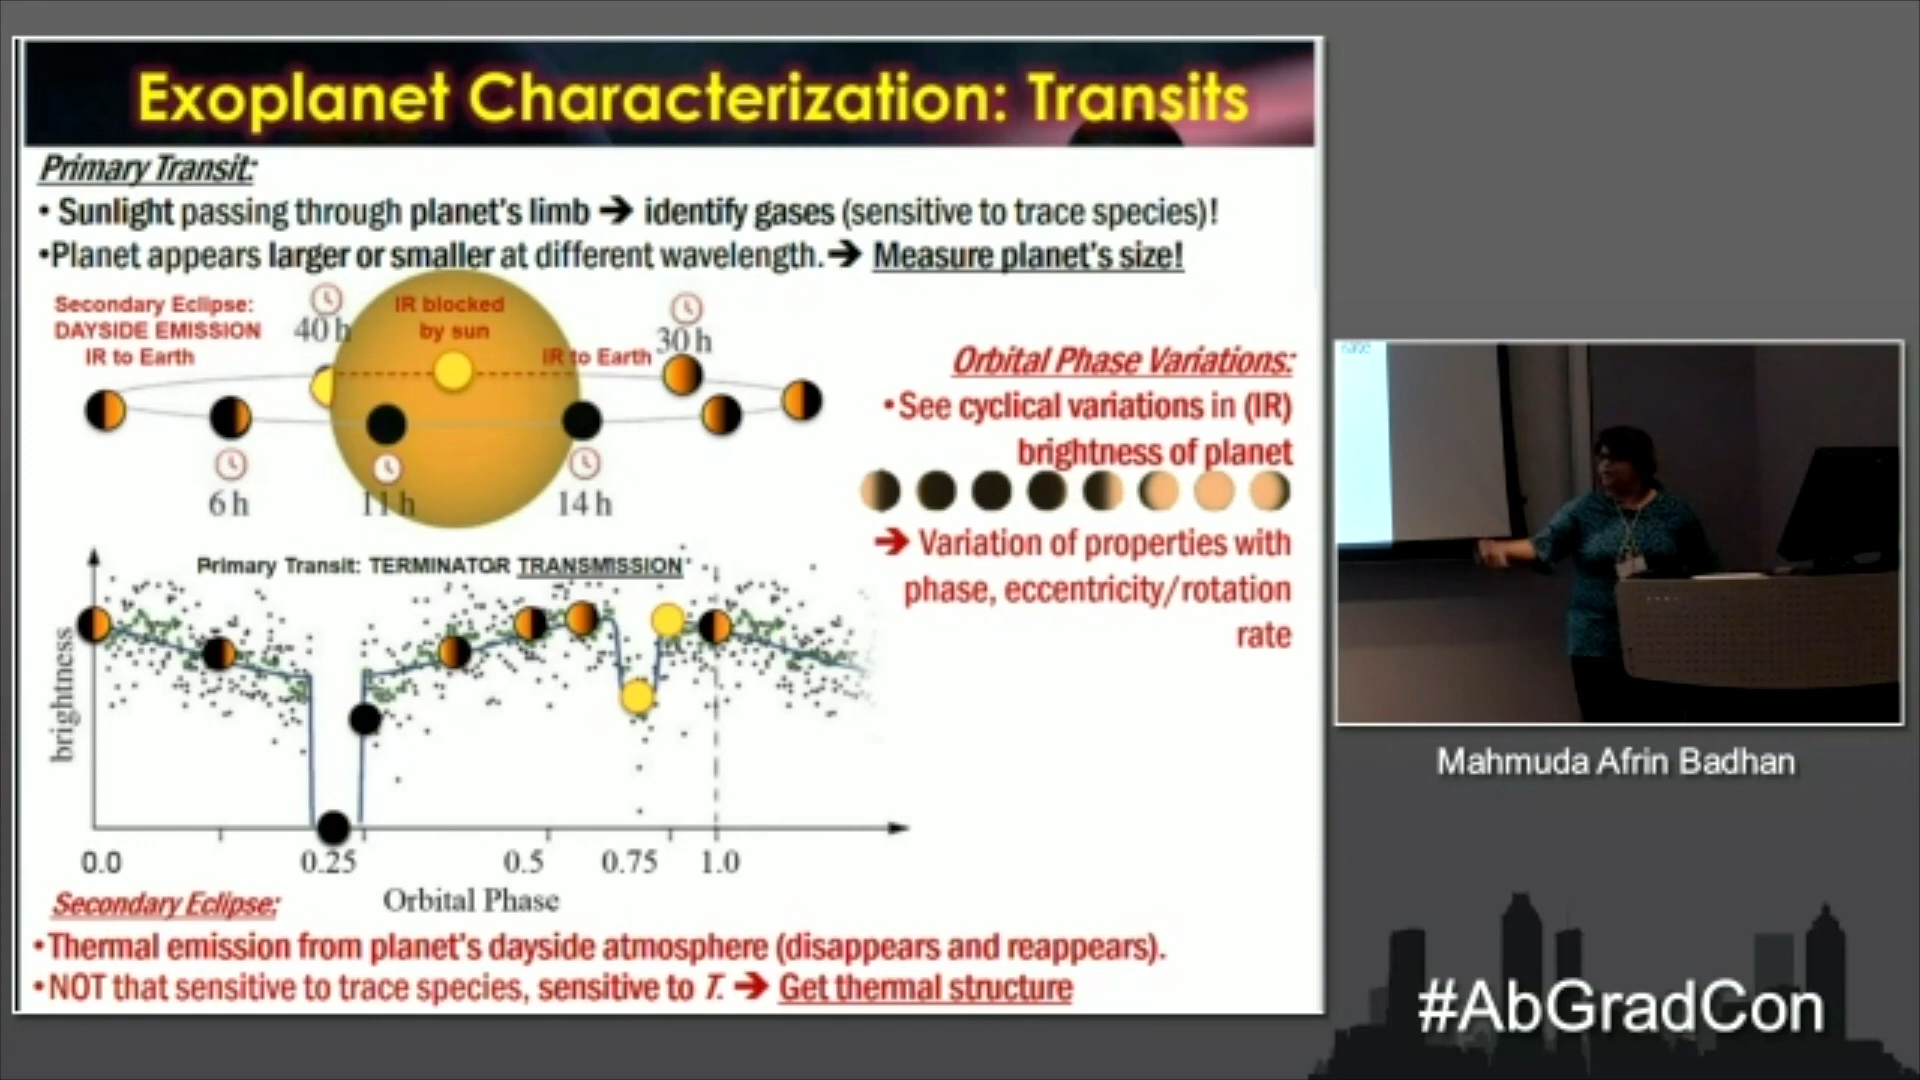 Exoplanet Characterization: Transits
Primary Transit:
• Sunlight passing through planet's limb ➔ identify gases (sensitive to trace species)!
•Planet appears larger or smaller at different wavelength.➔ Measure planet's size!
Secondary Eclipse:
DAYSIDE EMISSION
IR to Earth
40 h
IR blocked
by sun
IR to Earth
30 h
6 h
11 h
14 h
Orbital Phase Variations:
•See cyclical variations in (IR)
brightness of planet
➔ Variation of properties with
phase, eccentricity/rotation
rate
Primary Transit: TERMINATOR TRANSMISSION
brightness
0.0 0.25 0.5 0.75 1.0
Orbital Phase
Secondary Eclipse:
•Thermal emission from planet's dayside atmosphere (disappears and reappears).
•NOT that sensitive to trace species, sensitive to T. ➔ Get thermal structure
Mahmuda Afrin Badhan
#AbGradCon